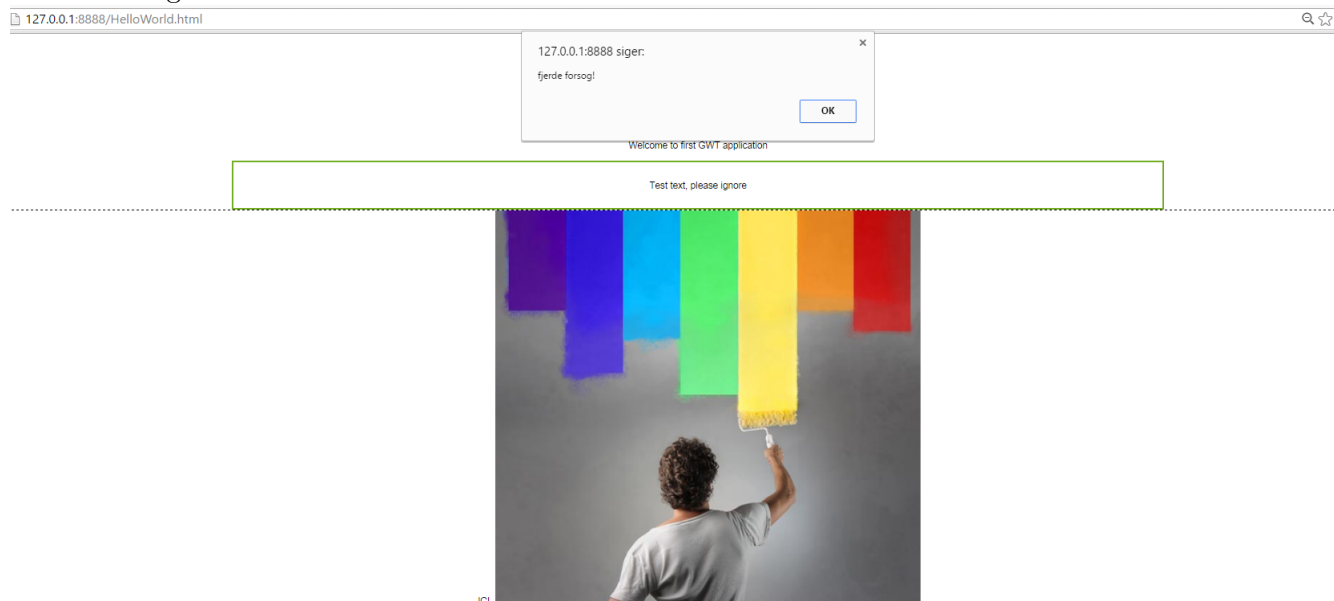 127.0.0.1:8888/HelloWorld.html
127.0.0.1:8888 siger:
fjerde forsog!
OK
Welcome to first GWT application
Test text, please ignore